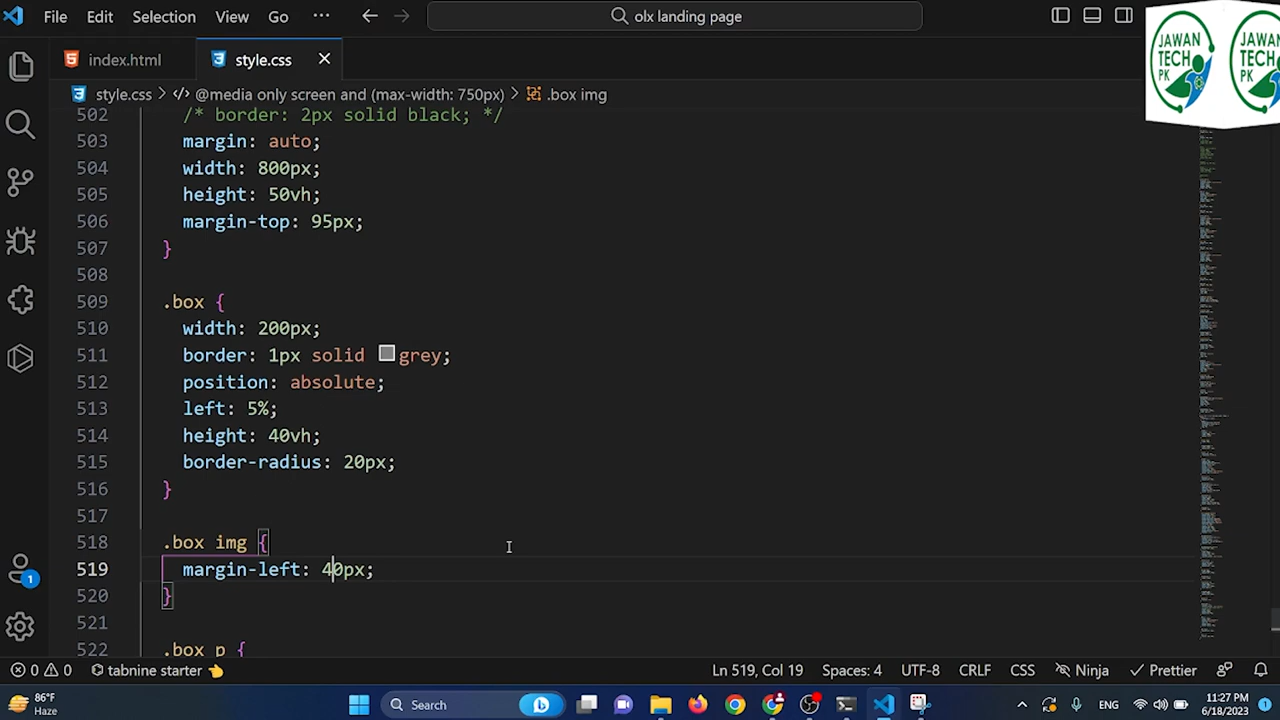 File Edit Selection View Go ··· olx landing page
JAWAN TECH PK
JAWAN TECH PK
index.html style.css
style.css > @media only screen and (max-width: 750px) > .box img
502 /* border: 2px solid black; */
503 margin: auto;
504 width: 800px;
505 height: 50vh;
506 margin-top: 95px;
507 }
508
509 .box {
510 width: 200px;
511 border: 1px solid grey;
512 position: absolute;
513 left: 5%;
514 height: 40vh;
515 border-radius: 20px;
516 }
517
518 .box img {
519 margin-left: 40px;
520 }
521
522 .box p {
1
0 0 tabnine starter Ln 519, Col 19 Spaces: 4 UTF-8 CRLF CSS Ninja Prettier
86°F
Haze
Search
ENG
11:27 PM
6/18/2023
1